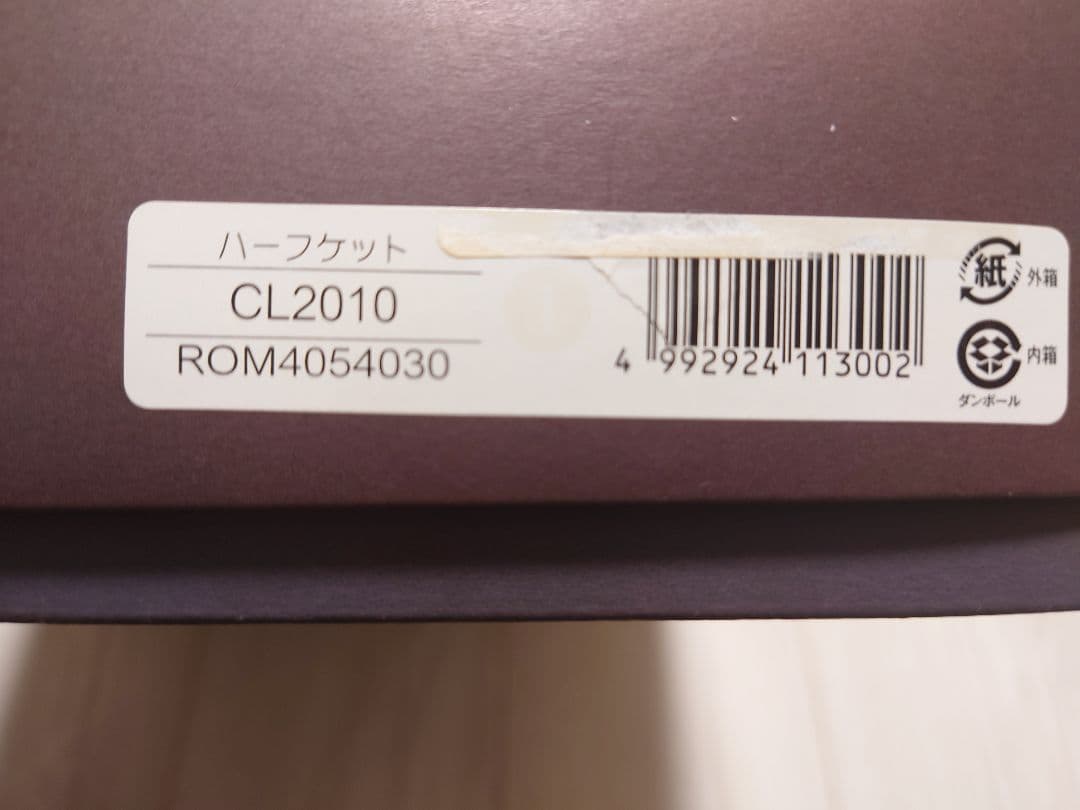 ハーフケット
CL2010
ROM4054030
4 992924 113002
紙 外箱
内箱
ダンボール